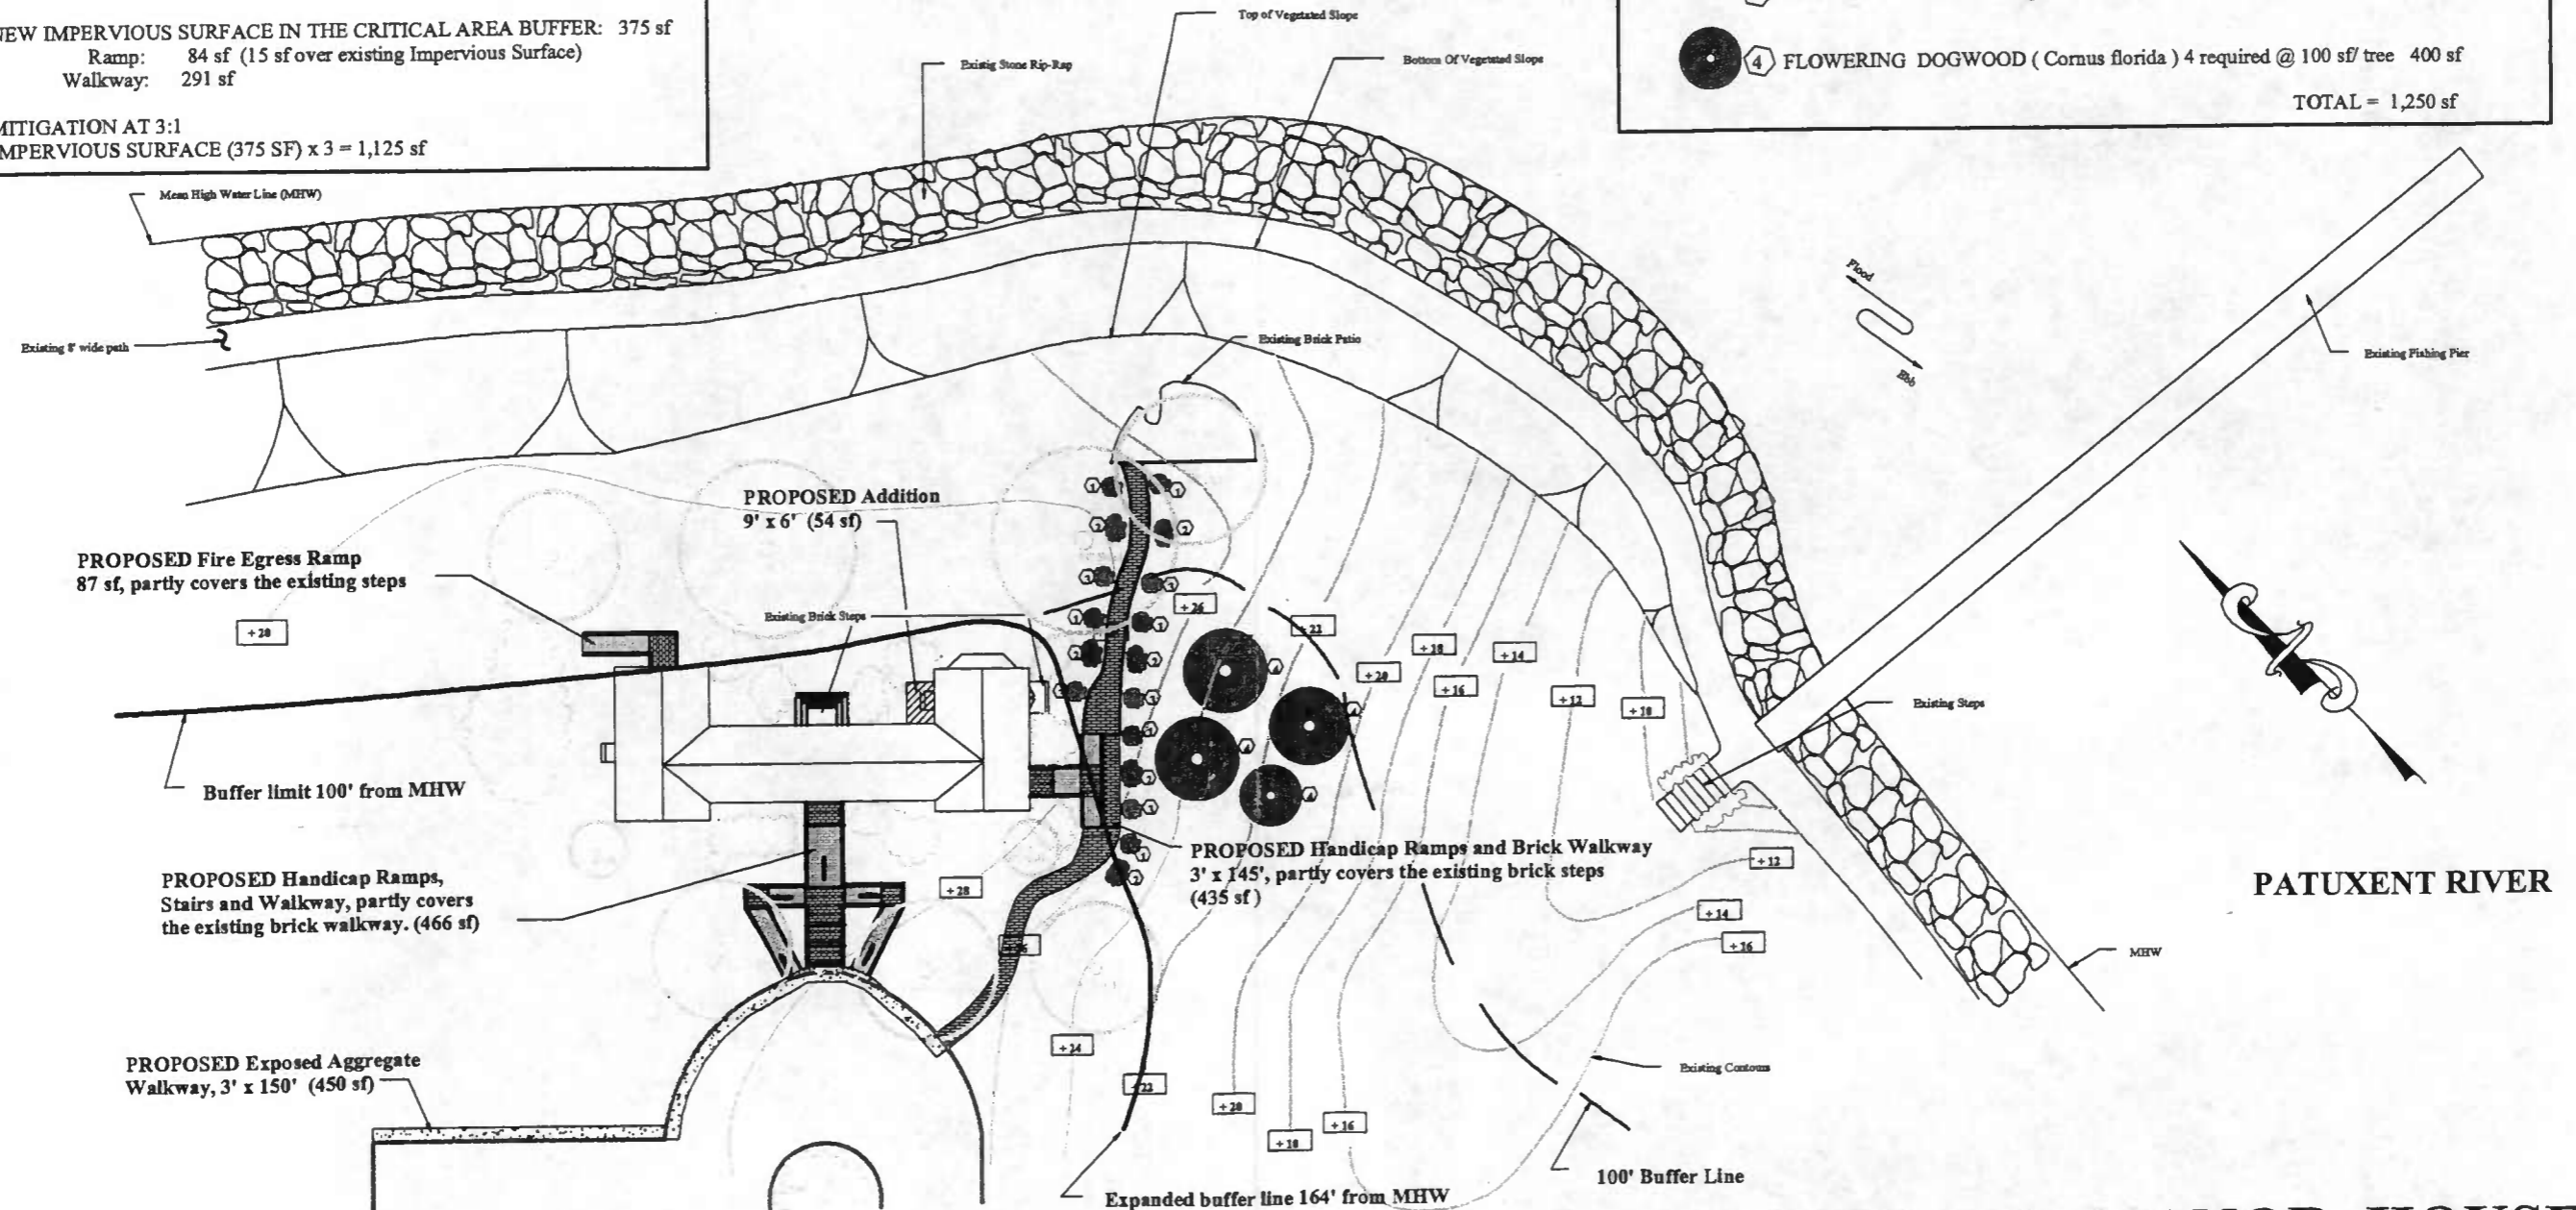 NEW IMPERVIOUS SURFACE IN THE CRITICAL AREA BUFFER: 375 sf
Ramp: 84 sf (15 sf over existing Impervious Surface)
Walkway: 291 sf
MITIGATION AT 3:1
IMPERVIOUS SURFACE (375 SF) x 3 = 1,125 sf
4 FLOWERING DOGWOOD ( Cornus florida ) 4 required @ 100 sf/ tree 400 sf
TOTAL = 1,250 sf
Top of Vegetated Slope
Existig Stone Rip-Rap
Bottom Of Vegetated Slope
Mean High Water Line (MHW)
Existing 8' wide path
Existing Brick Patio
Flood
Ebb
Existing Fishing Pier
PROPOSED Addition
9' x 6' (54 sf)
PROPOSED Fire Egress Ramp
87 sf, partly covers the existing steps
+28
Existing Brick Steps
+26
+22
+20
+18
+16
+14
+12
+10
Existing Steps
Buffer limit 100' from MHW
PROPOSED Handicap Ramps and Brick Walkway
3' x 145', partly covers the existing brick steps
(435 sf )
+12
PROPOSED Handicap Ramps,
Stairs and Walkway, partly covers
the existing brick walkway. (466 sf)
+28
+14
+16
PATUXENT RIVER
MHW
PROPOSED Exposed Aggregate
Walkway, 3' x 150' (450 sf)
+24
+22
+20
+18
+16
Existing Contours
100' Buffer Line
Expanded buffer line 164' from MHW
HOUSE